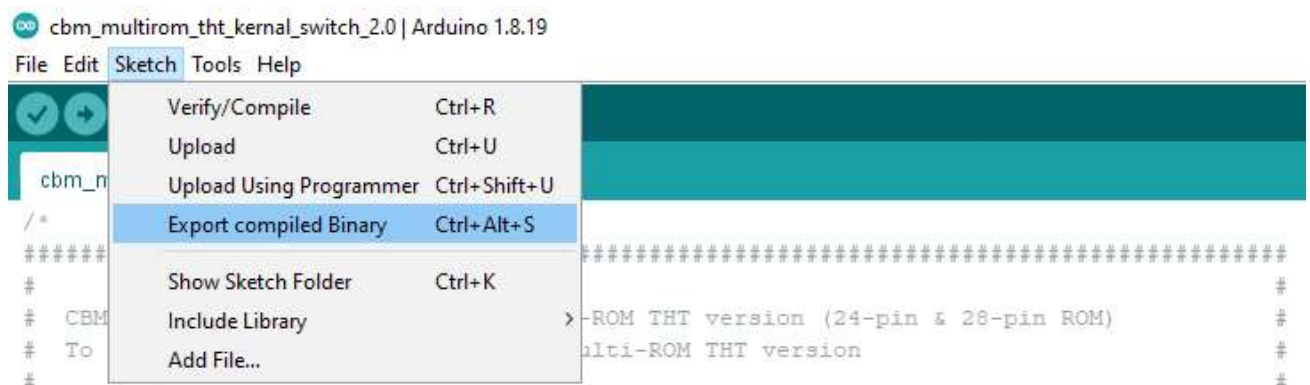 cbm_multirom_tht_kernal_switch_2.0 | Arduino 1.8.19
File Edit Sketch Tools Help
Verify/Compile Ctrl+R
Upload Ctrl+U
cbm_m
Upload Using Programmer Ctrl+Shift+U
/*
Export compiled Binary Ctrl+Alt+S
###### ######################################################
# Show Sketch Folder Ctrl+K #
# CBM Include Library > -ROM THT version (24-pin & 28-pin ROM) #
# To Add File... ulti-ROM THT version #
# #